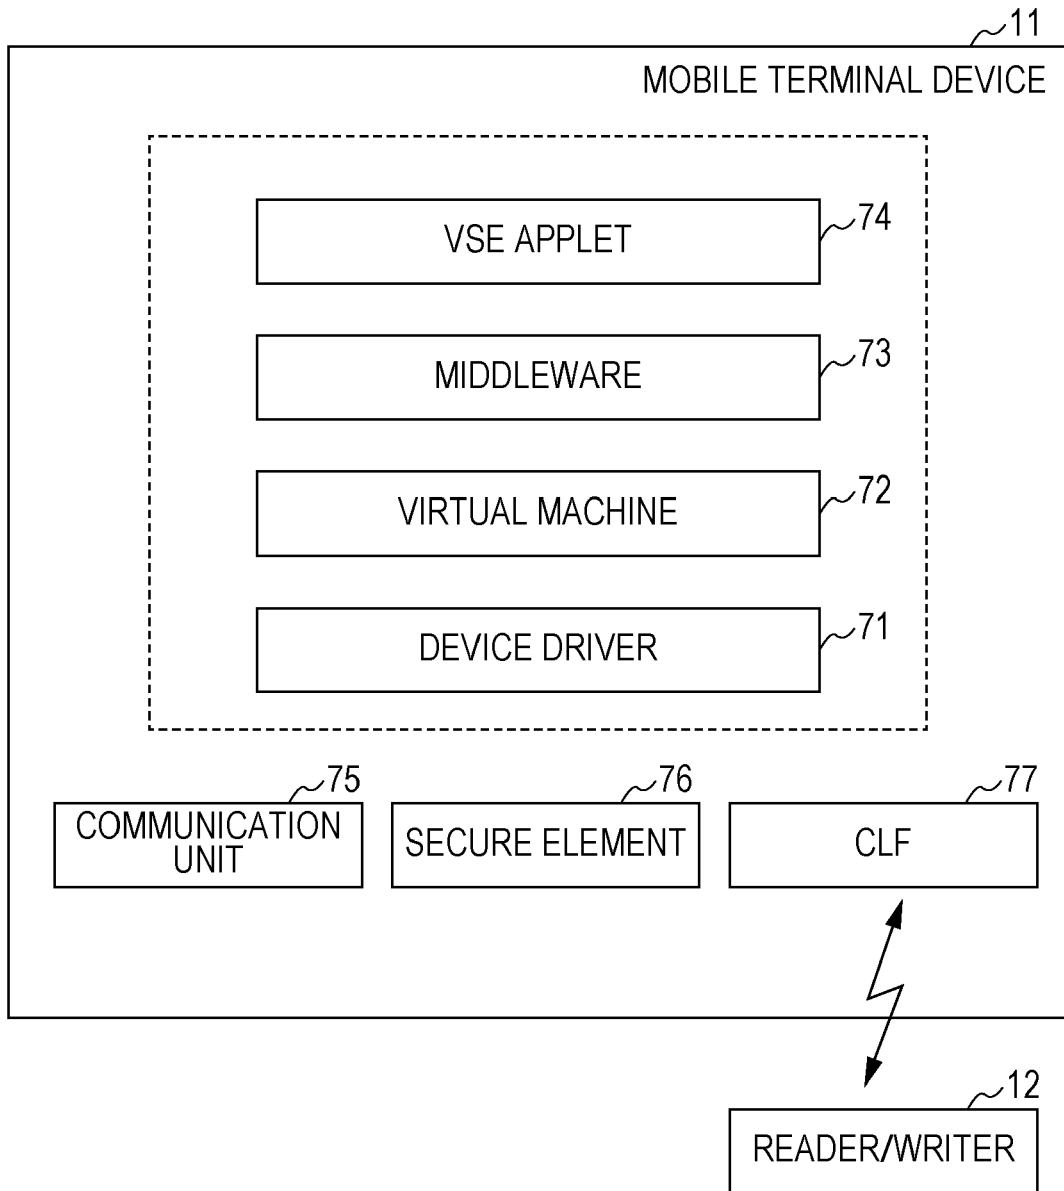 11
MOBILE TERMINAL DEVICE
74
VSE APPLET
73
MIDDLEWARE
72
VIRTUAL MACHINE
71
DEVICE DRIVER
75
COMMUNICATION
UNIT
76
SECURE ELEMENT
77
CLF
12
READER/WRITER